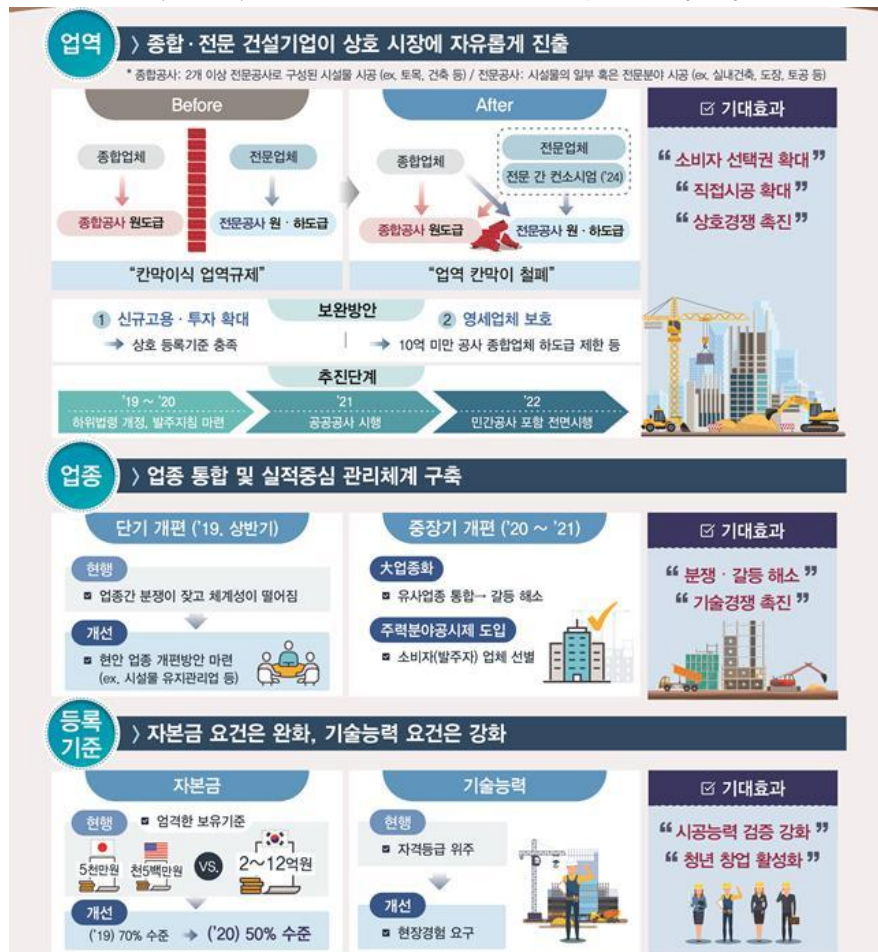 업역
〉종합·전문 건설기업이 상호 시장에 자유롭게 진출
* 종합공사: 2개 이상 전문공사로 구성된 시설물 시공 (ex, 토목, 건축 등) / 전문공사: 시설물의 일부 혹은 전문분야 시공 (ex, 실내건축, 도장, 토공 등)
Before
종합업체
전문업체
종합공사 원도급
전문공사 원·하도급
“칸막이식 업역규제”
After
종합업체
전문업체
전문 간 컨소시엄 ('24)
종합공사 원도급
전문공사 원·하도급
“업역 칸막이 철폐”
기대효과
“ 소비자 선택권 확대 ”
“ 직접시공 확대 ”
“ 상호경쟁 촉진 ”
보완방안
1 신규고용·투자 확대
→ 상호 등록기준 충족
2 영세업체 보호
→ 10억 미만 공사 종합업체 하도급 제한 등
추진단계
'19 ~ '20
하위법령 개정, 발주지침 마련
'21
공공공사 시행
'22
민간공사 포함 전면시행
업종
〉업종 통합 및 실적중심 관리체계 구축
단기 개편 ('19, 상반기)
현행
업종간 분쟁이 잦고 체계성이 떨어짐
개선
현안 업종 개편방안 마련
(ex, 시설물 유지관리업 등)
중장기 개편 ('20 ~ '21)
大업종화
유사업종 통합→ 갈등 해소
주력분야공시제 도입
소비자(발주자) 업체 선별
기대효과
“ 분쟁·갈등 해소 ”
“ 기술경쟁 촉진 ”
등록
기준
〉자본금 요건은 완화, 기술능력 요건은 강화
자본금
현행
엄격한 보유기준
5천만원
천5백만원
VS.
2~12억원
개선
('19) 70% 수준 → ('20) 50% 수준
기술능력
현행
자격등급 위주
개선
현장경험 요구
기대효과
“ 시공능력 검증 강화 ”
“ 청년 창업 활성화 ”